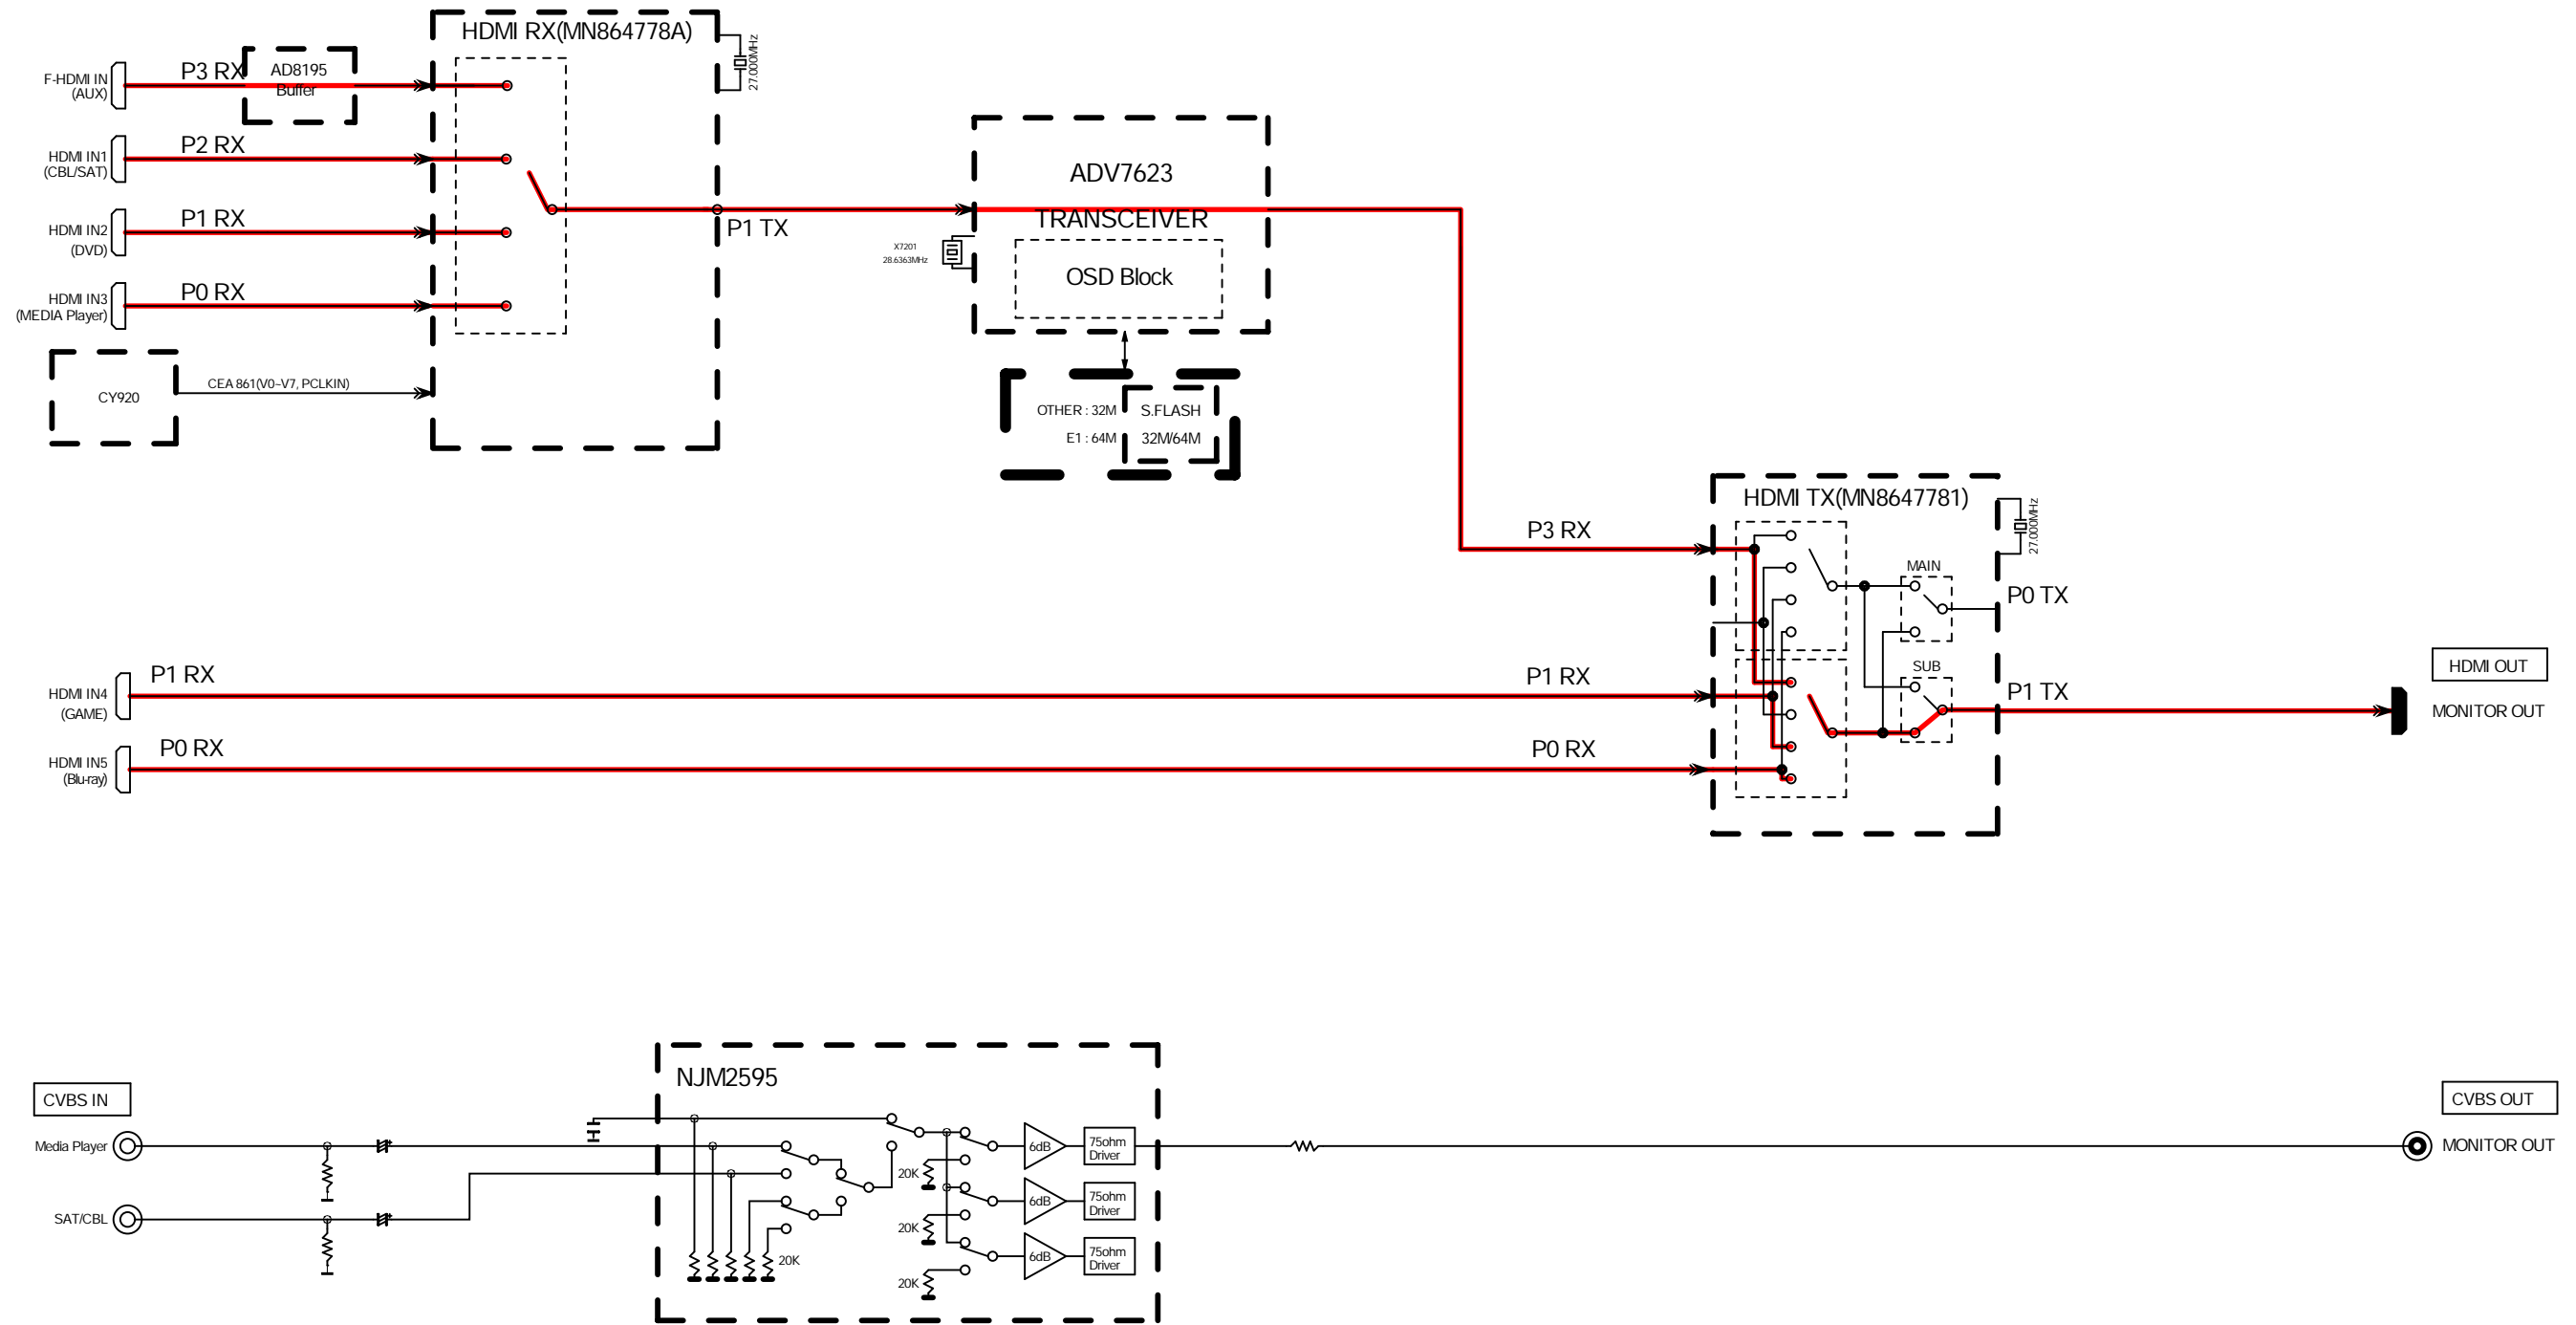 HDMI RX(MN864778A)
27.000MHz
F-HDMI IN
(AUX)
P3 RX
AD8195
Buffer
HDMI IN1
(CBL/SAT)
P2 RX
HDMI IN2
(DVD)
P1 RX
HDMI IN3
(MEDIA Player)
P0 RX
P1 TX
CY920
CEA 861(V0~V7, PCLKIN)
ADV7623
TRANSCEIVER
OSD Block
X7201
28.6363MHz
OTHER : 32M
E1 : 64M
S.FLASH
32M/64M
HDMI TX(MN8647781)
27.000MHz
P3 RX
MAIN
P0 TX
HDMI IN4
(GAME)
P1 RX
P1 RX
SUB
P1 TX
HDMI OUT
MONITOR OUT
HDMI IN5
(Blu-ray)
P0 RX
P0 RX
NJM2595
CVBS IN
Media Player
SAT/CBL
20K
20K
20K
20K
6dB
75ohm
Driver
6dB
75ohm
Driver
6dB
75ohm
Driver
CVBS OUT
MONITOR OUT